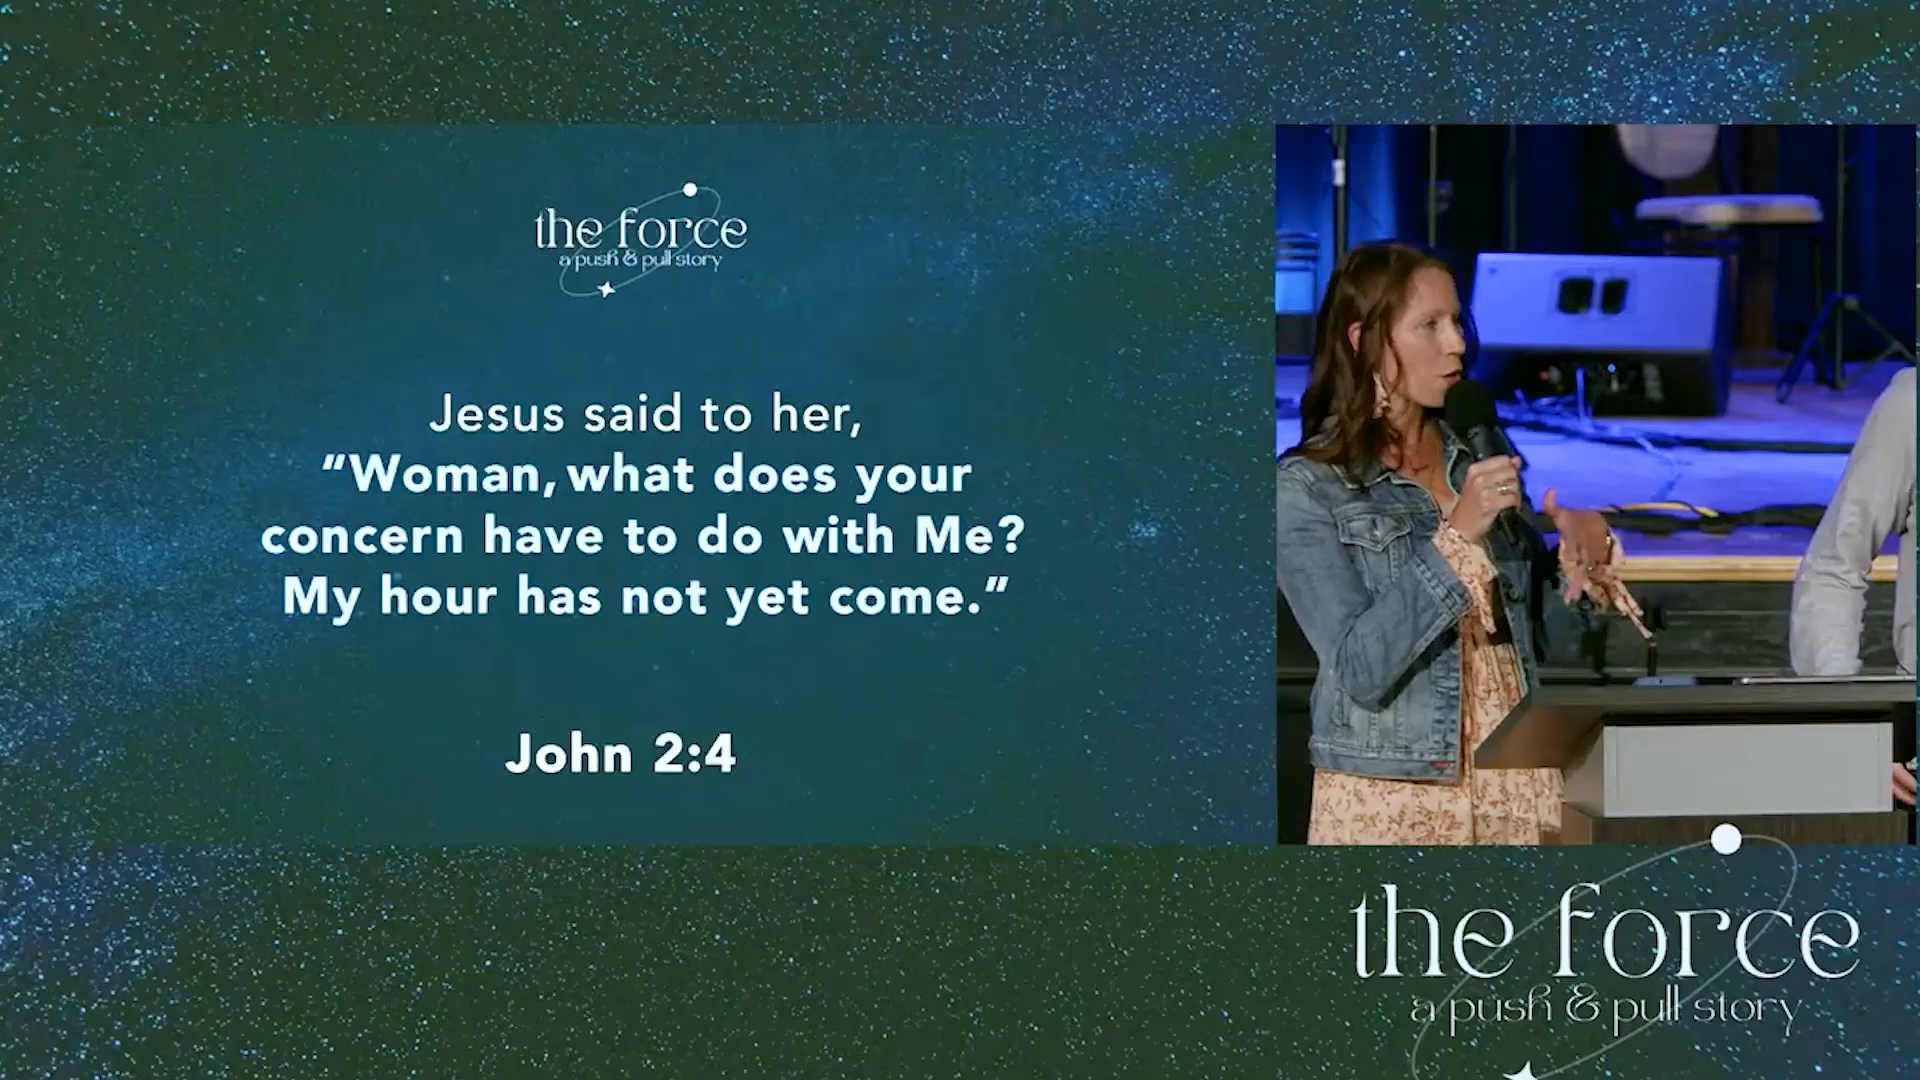 the force
a push & pull story
Jesus said to her,
“Woman, what does your
concern have to do with Me?
My hour has not yet come.”
John 2:4
the force
a push & pull story